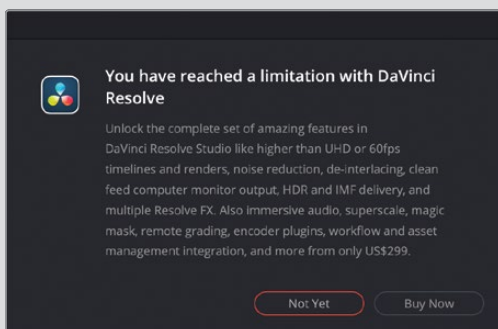 You have reached a limitation with DaVinci
Resolve
Unlock the complete set of amazing features in
DaVinci Resolve Studio like higher than UHD or 60fps
timelines and renders, noise reduction, de-interlacing, clean
feed computer monitor output, HDR and IMF delivery, and
multiple Resolve FX. Also immersive audio, superscale, magic
mask, remote grading, encoder plugins, workflow and asset
management integration, and more from only US$299.
Not Yet
Buy Now